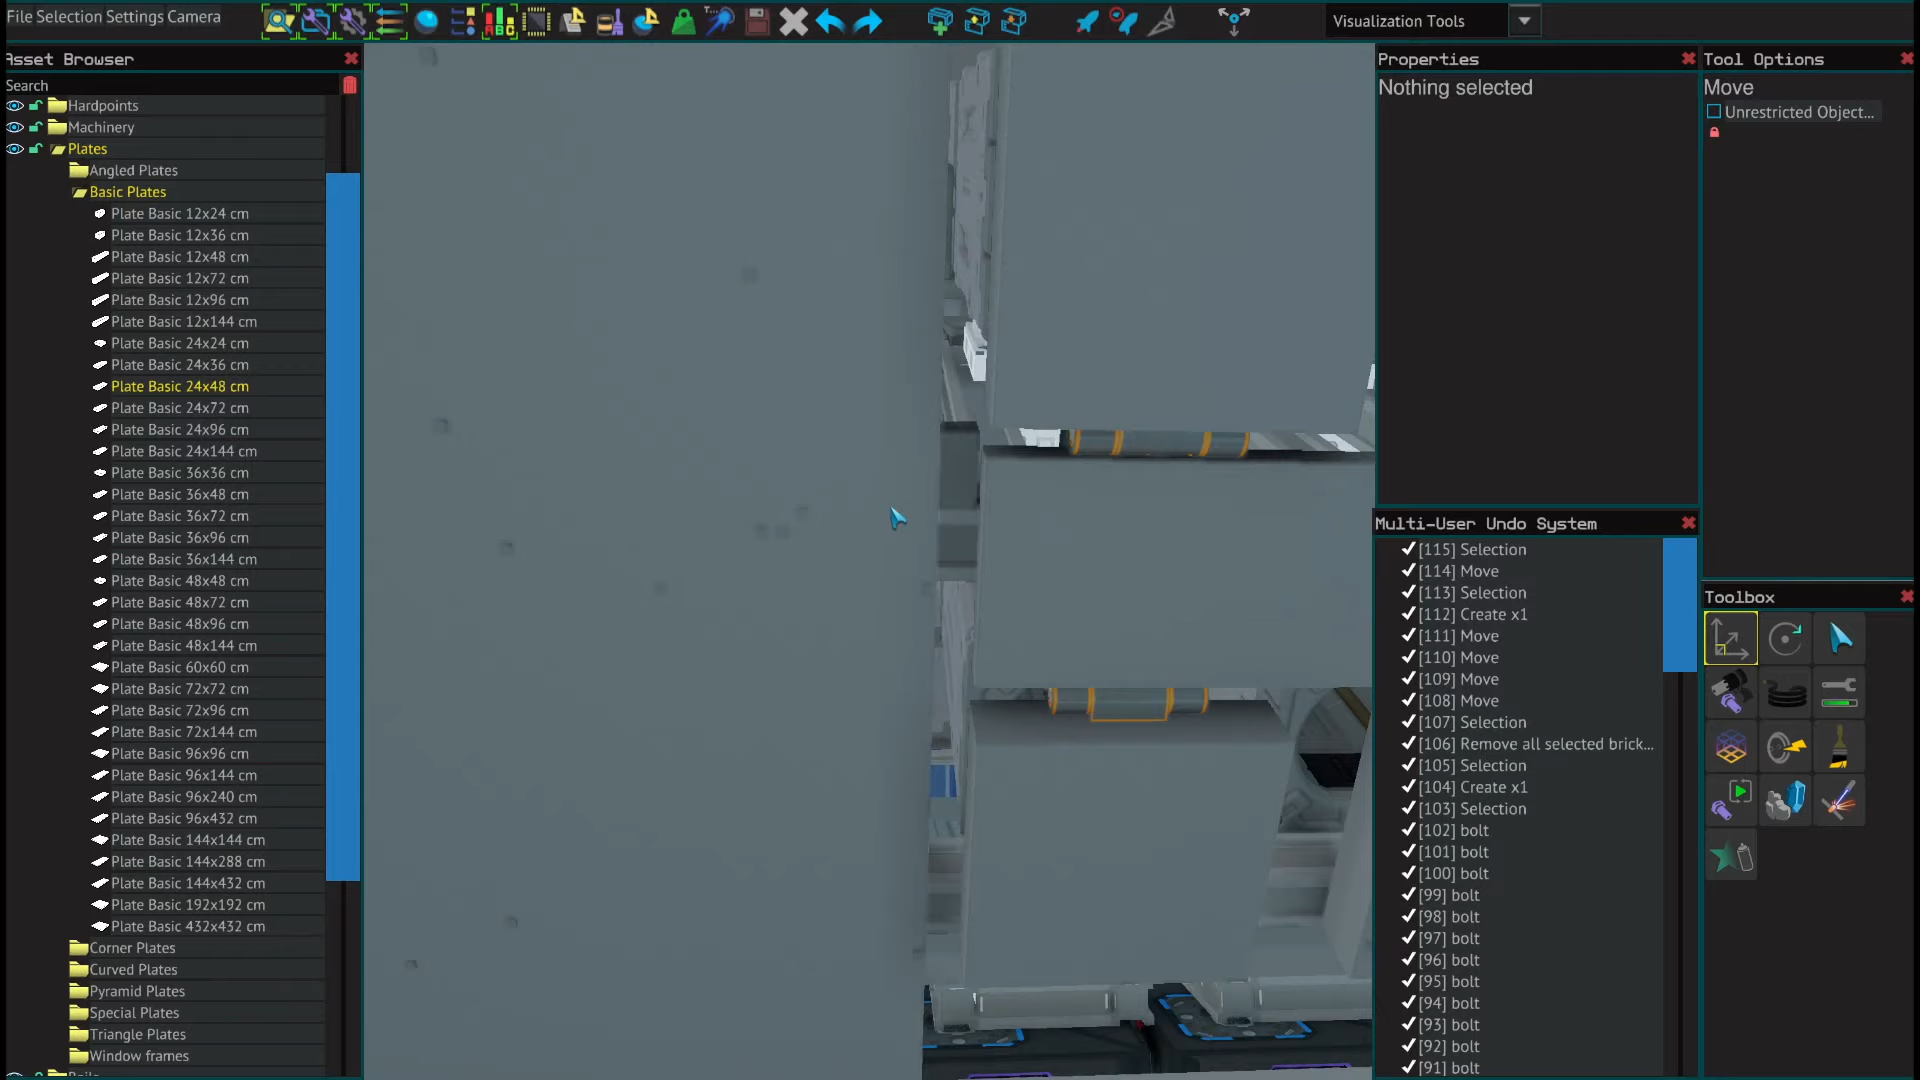 File Selection Settings Camera
Visualization Tools
Asset Browser
Search
Hardpoints
Machinery
Plates
Angled Plates
Basic Plates
Plate Basic 12x24 cm
Plate Basic 12x36 cm
Plate Basic 12x48 cm
Plate Basic 12x72 cm
Plate Basic 12x96 cm
Plate Basic 12x144 cm
Plate Basic 24x24 cm
Plate Basic 24x36 cm
Plate Basic 24x48 cm
Plate Basic 24x72 cm
Plate Basic 24x96 cm
Plate Basic 24x144 cm
Plate Basic 36x36 cm
Plate Basic 36x48 cm
Plate Basic 36x72 cm
Plate Basic 36x96 cm
Plate Basic 36x144 cm
Plate Basic 48x48 cm
Plate Basic 48x72 cm
Plate Basic 48x96 cm
Plate Basic 48x144 cm
Plate Basic 60x60 cm
Plate Basic 72x72 cm
Plate Basic 72x96 cm
Plate Basic 72x144 cm
Plate Basic 96x96 cm
Plate Basic 96x144 cm
Plate Basic 96x240 cm
Plate Basic 96x432 cm
Plate Basic 144x144 cm
Plate Basic 144x288 cm
Plate Basic 144x432 cm
Plate Basic 192x192 cm
Plate Basic 432x432 cm
Corner Plates
Curved Plates
Pyramid Plates
Special Plates
Triangle Plates
Window frames
Properties
Nothing selected
Tool Options
Move
Unrestricted Object...
Multi-User Undo System
[115] Selection
[114] Move
[113] Selection
[112] Create x1
[111] Move
[110] Move
[109] Move
[108] Move
[107] Selection
[106] Remove all selected brick...
[105] Selection
[104] Create x1
[103] Selection
[102] bolt
[101] bolt
[100] bolt
[99] bolt
[98] bolt
[97] bolt
[96] bolt
[95] bolt
[94] bolt
[93] bolt
[92] bolt
[91] bolt
Toolbox